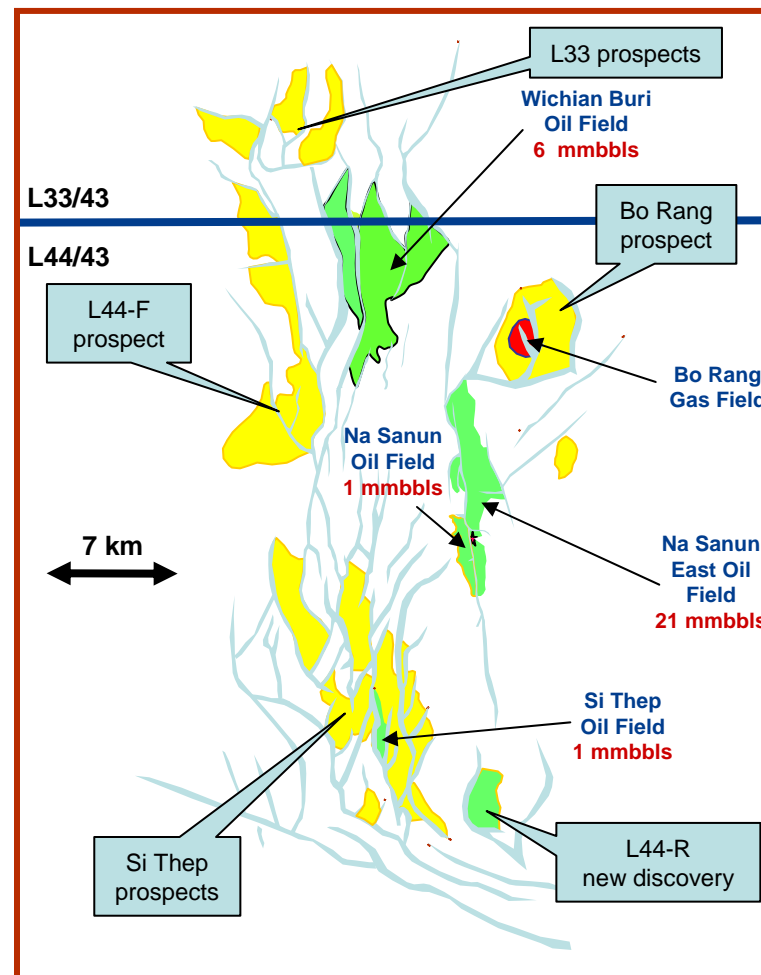 L33 prospects
Wichian Buri
Oil Field
6 mmbbls
L33/43
L44/43
Bo Rang
prospect
L44-F
prospect
Bo Rang
Gas Field
Na Sanun
Oil Field
1 mmbbls
7 km
Na Sanun
East Oil
Field
21 mmbbls
Si Thep
Oil Field
1 mmbbls
Si Thep
prospects
L44-R
new discovery